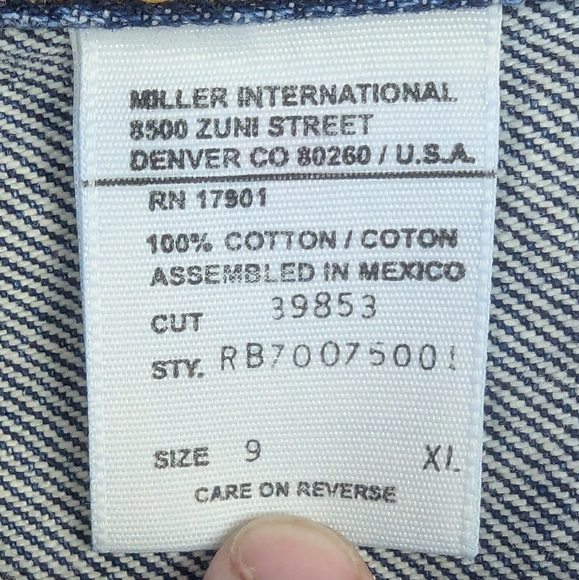 MILLER INTERNATIONAL
8500 ZUNI STREET
DENVER CO 80260 / U.S.A.
RN 17901
100% COTTON / COTON
ASSEMBLED IN MEXICO
CUT 39853
STY. RB70075001
SIZE 9 XL
CARE ON REVERSE